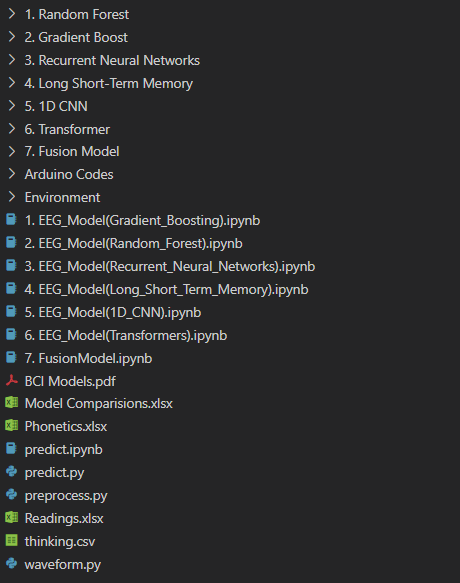 1. Random Forest
2. Gradient Boost
3. Recurrent Neural Networks
4. Long Short-Term Memory
5. 1D CNN
6. Transformer
7. Fusion Model
Arduino Codes
Environment
1. EEG_Model(Gradient_Boosting).ipynb
2. EEG_Model(Random_Forest).ipynb
3. EEG_Model(Recurrent_Neural_Networks).ipynb
4. EEG_Model(Long_Short_Term_Memory).ipynb
5. EEG_Model(1D_CNN).ipynb
6. EEG_Model(Transformers).ipynb
7. FusionModel.ipynb
BCI Models.pdf
Model Comparisions.xlsx
Phonetics.xlsx
predict.ipynb
predict.py
preprocess.py
Readings.xlsx
thinking.csv
waveform.py